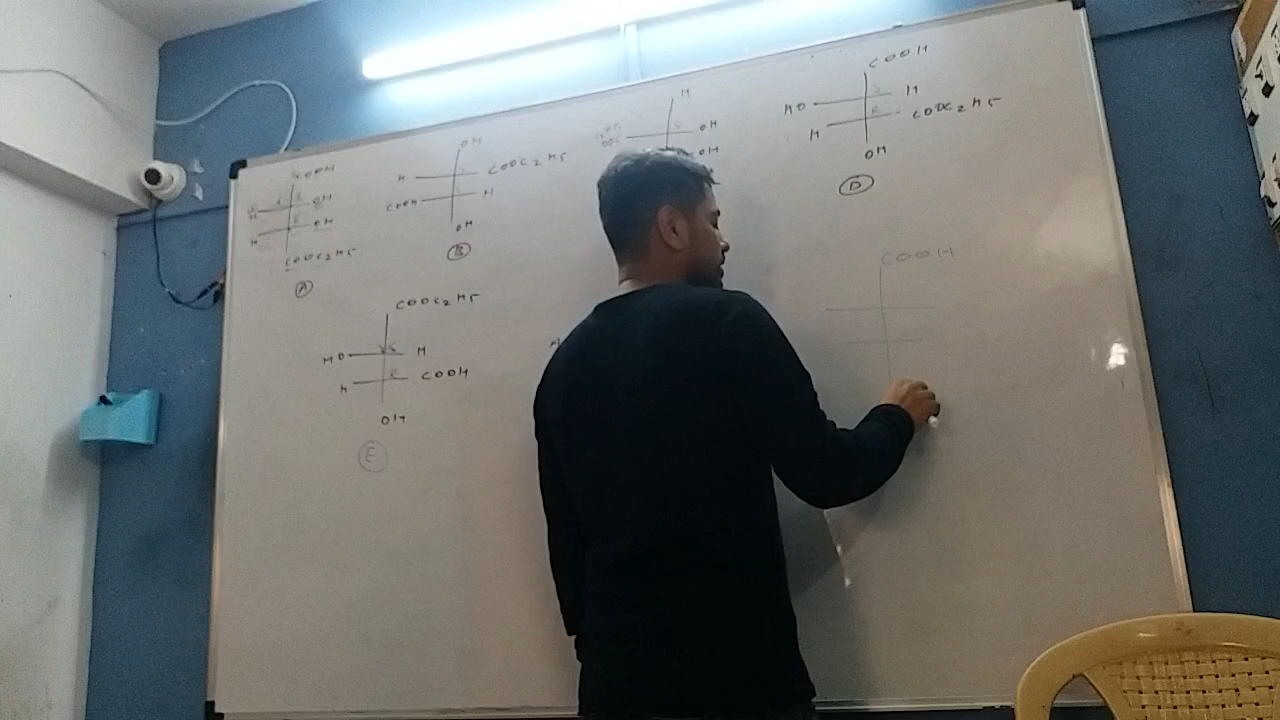 COOH
H OH
H OH
COOC2H5
A
OH
H COOC2H5
COOH H
OH
B
H
OH
OH
COOH
HO S H
H R COOC2H5
OH
D
COOC2H5
HO S H
H R COOH
OH
E
COOH